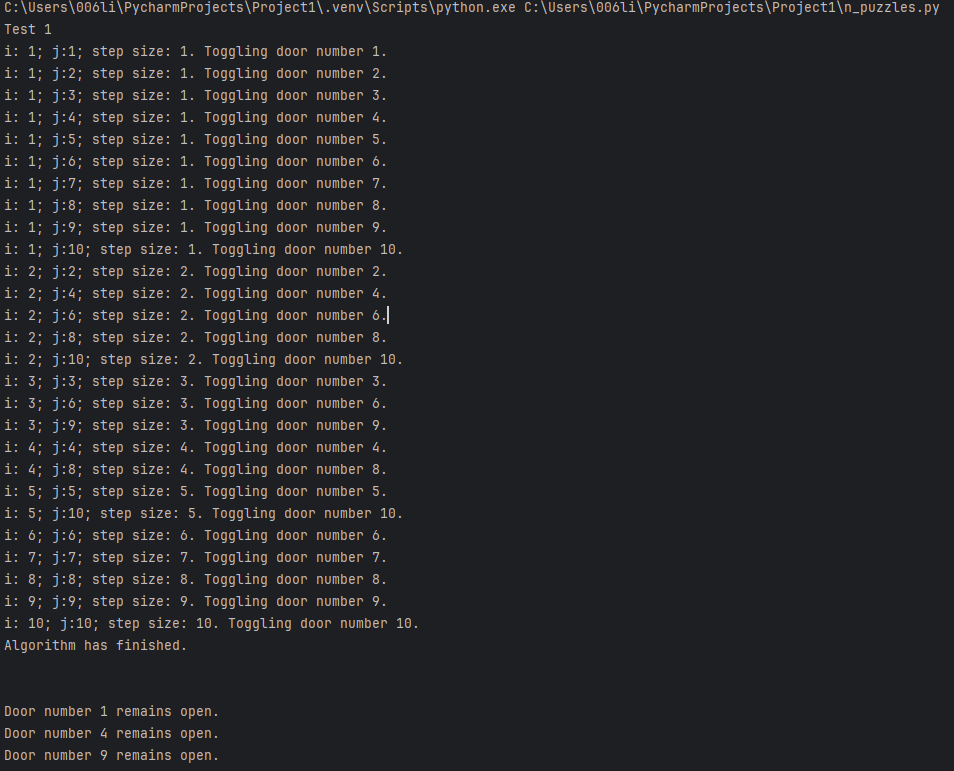 C:\Users\006li\PycharmProjects\Project1\.venv\Scripts\python.exe C:\Users\006li\PycharmProjects\Project1\n_puzzles.py
Test 1
i: 1; j:1; step size: 1. Toggling door number 1.
i: 1; j:2; step size: 1. Toggling door number 2.
i: 1; j:3; step size: 1. Toggling door number 3.
i: 1; j:4; step size: 1. Toggling door number 4.
i: 1; j:5; step size: 1. Toggling door number 5.
i: 1; j:6; step size: 1. Toggling door number 6.
i: 1; j:7; step size: 1. Toggling door number 7.
i: 1; j:8; step size: 1. Toggling door number 8.
i: 1; j:9; step size: 1. Toggling door number 9.
i: 1; j:10; step size: 1. Toggling door number 10.
i: 2; j:2; step size: 2. Toggling door number 2.
i: 2; j:4; step size: 2. Toggling door number 4.
i: 2; j:6; step size: 2. Toggling door number 6.
i: 2; j:8; step size: 2. Toggling door number 8.
i: 2; j:10; step size: 2. Toggling door number 10.
i: 3; j:3; step size: 3. Toggling door number 3.
i: 3; j:6; step size: 3. Toggling door number 6.
i: 3; j:9; step size: 3. Toggling door number 9.
i: 4; j:4; step size: 4. Toggling door number 4.
i: 4; j:8; step size: 4. Toggling door number 8.
i: 5; j:5; step size: 5. Toggling door number 5.
i: 5; j:10; step size: 5. Toggling door number 10.
i: 6; j:6; step size: 6. Toggling door number 6.
i: 7; j:7; step size: 7. Toggling door number 7.
i: 8; j:8; step size: 8. Toggling door number 8.
i: 9; j:9; step size: 9. Toggling door number 9.
i: 10; j:10; step size: 10. Toggling door number 10.
Algorithm has finished.
Door number 1 remains open.
Door number 4 remains open.
Door number 9 remains open.